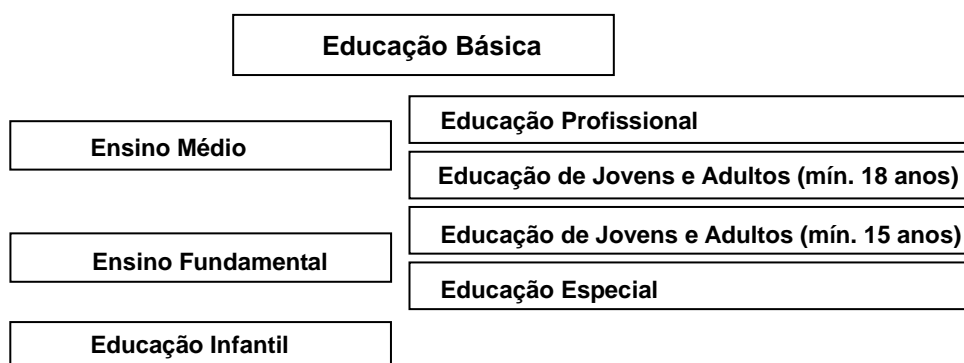 Educação Básica
Ensino Médio
Educação Profissional
Educação de Jovens e Adultos (mín. 18 anos)
Ensino Fundamental
Educação de Jovens e Adultos (mín. 15 anos)
Educação Especial
Educação Infantil